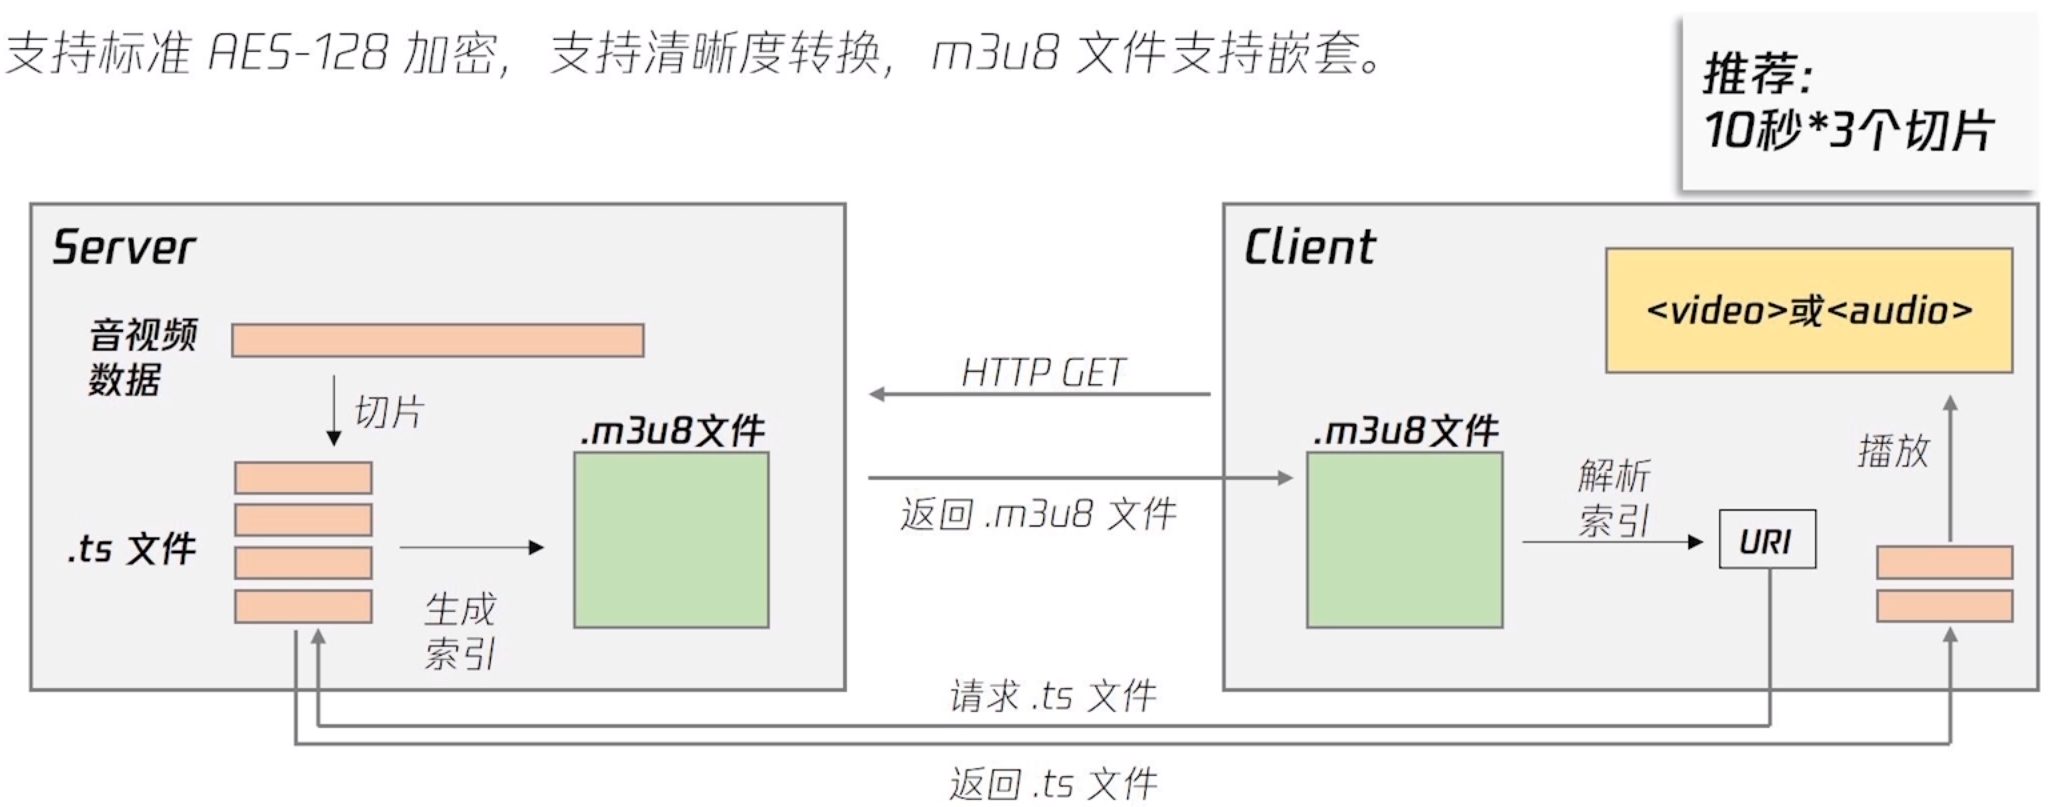 支持标准 AES-128 加密，支持清晰度转换，m3u8 文件支持嵌套。
推荐：
10秒*3个切片
Server
音视频
数据
切片
.ts 文件
生成
索引
.m3u8文件
HTTP GET
返回 .m3u8 文件
Client
<video>或<audio>
.m3u8文件
解析
索引
URI
播放
请求 .ts 文件
返回 .ts 文件